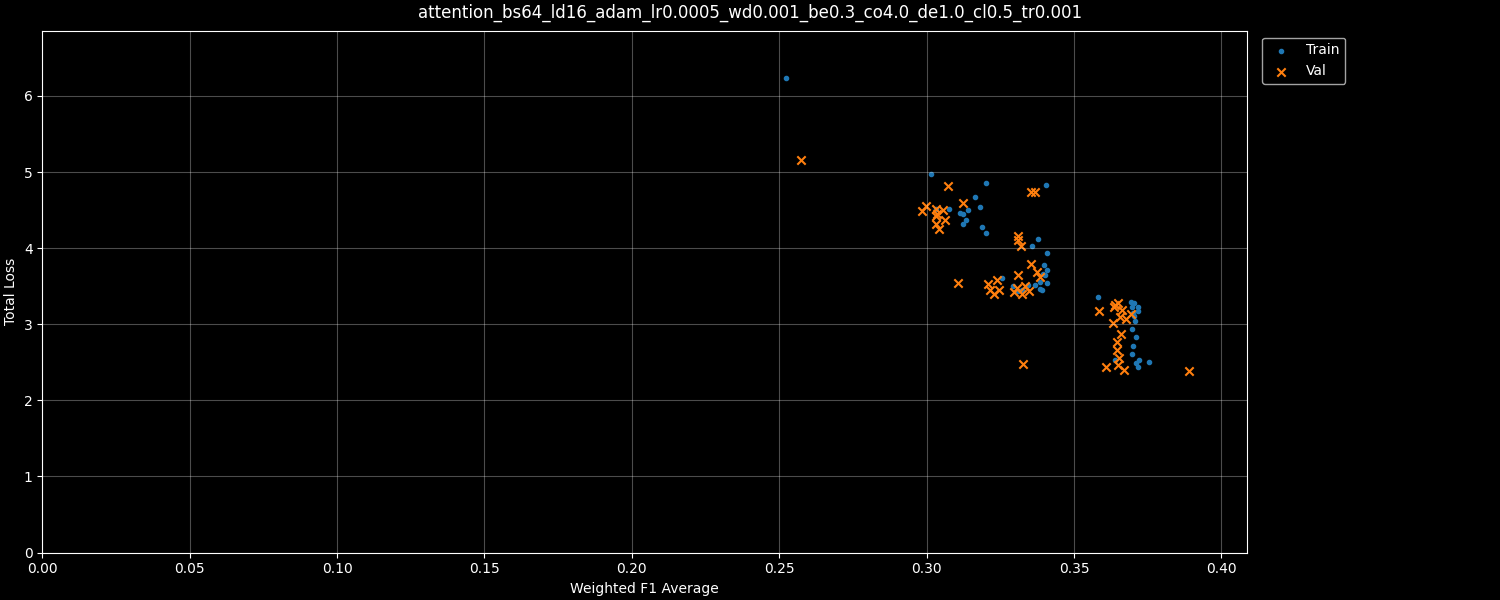 attention_bs64_ld16_adam_lr0.0005_wd0.001_be0.3_co4.0_de1.0_cl0.5_tr0.001
Train
Val
6
5
4
3
2
1
0
Total Loss
0.00 0.05 0.10 0.15 0.20 0.25 0.30 0.35 0.40
Weighted F1 Average